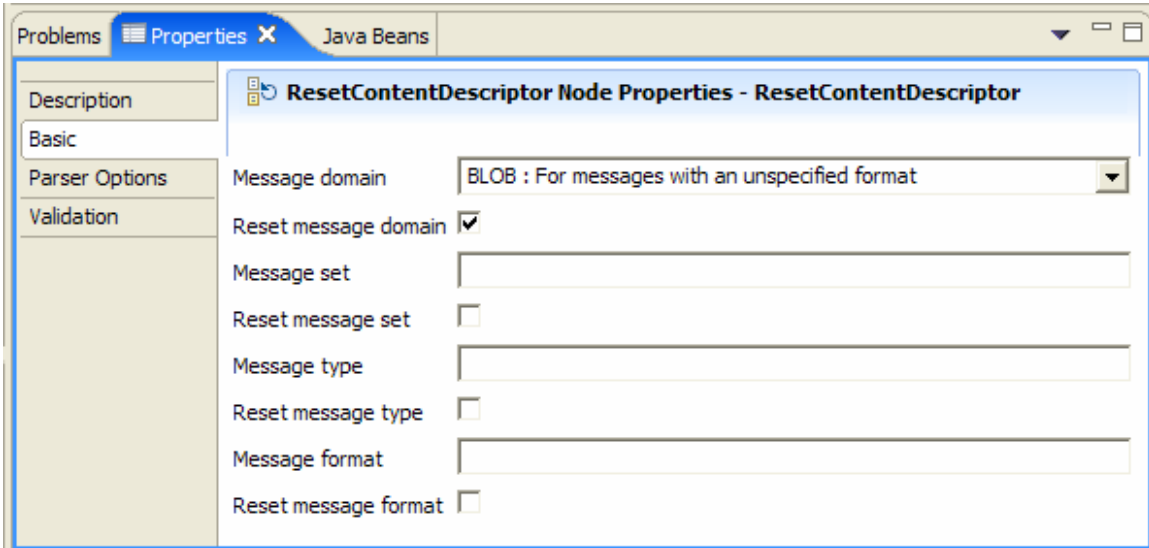 Problems Properties Java Beans
Description
Basic
Parser Options
Validation
ResetContentDescriptor Node Properties - ResetContentDescriptor
Message domain BLOB : For messages with an unspecified format
Reset message domain
Message set
Reset message set
Message type
Reset message type
Message format
Reset message format